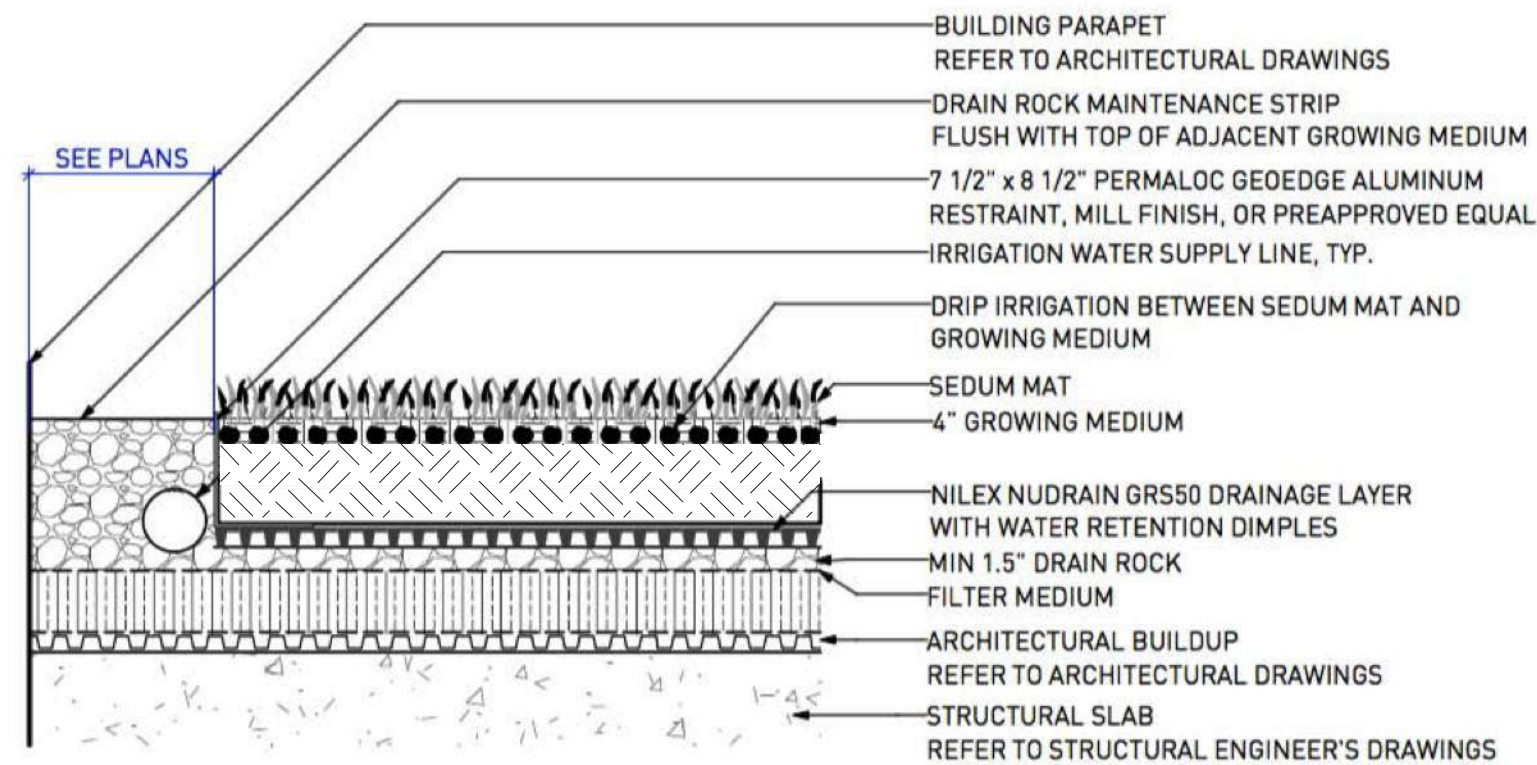 BUILDING PARAPET
REFER TO ARCHITECTURAL DRAWINGS
DRAIN ROCK MAINTENANCE STRIP
FLUSH WITH TOP OF ADJACENT GROWING MEDIUM
SEE PLANS
7 1/2" x 8 1/2" PERMALOC GEOEDGE ALUMINUM
RESTRAINT, MILL FINISH, OR PREAPPROVED EQUAL
IRRIGATION WATER SUPPLY LINE, TYP.
DRIP IRRIGATION BETWEEN SEDUM MAT AND
GROWING MEDIUM
SEDUM MAT
4" GROWING MEDIUM
NILEX NUDRAIN GRS50 DRAINAGE LAYER
WITH WATER RETENTION DIMPLES
MIN 1.5" DRAIN ROCK
FILTER MEDIUM
ARCHITECTURAL BUILDUP
REFER TO ARCHITECTURAL DRAWINGS
STRUCTURAL SLAB
REFER TO STRUCTURAL ENGINEER'S DRAWINGS